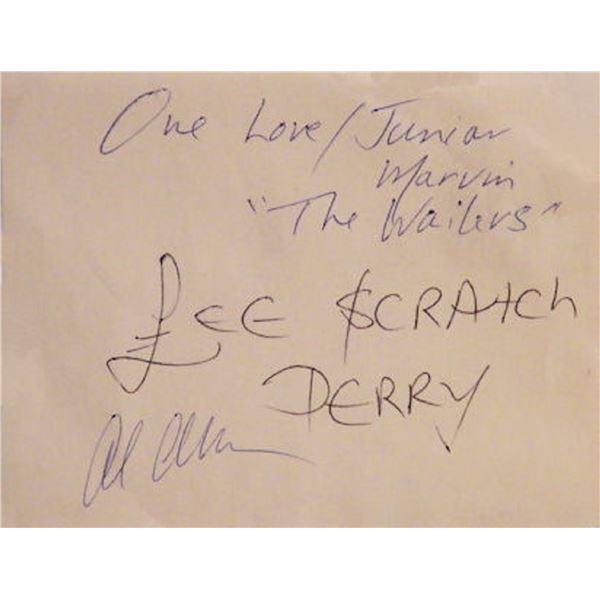 One Love/Junior
Marvin
"The Wailers"
£EE $CRATCH
PERRY